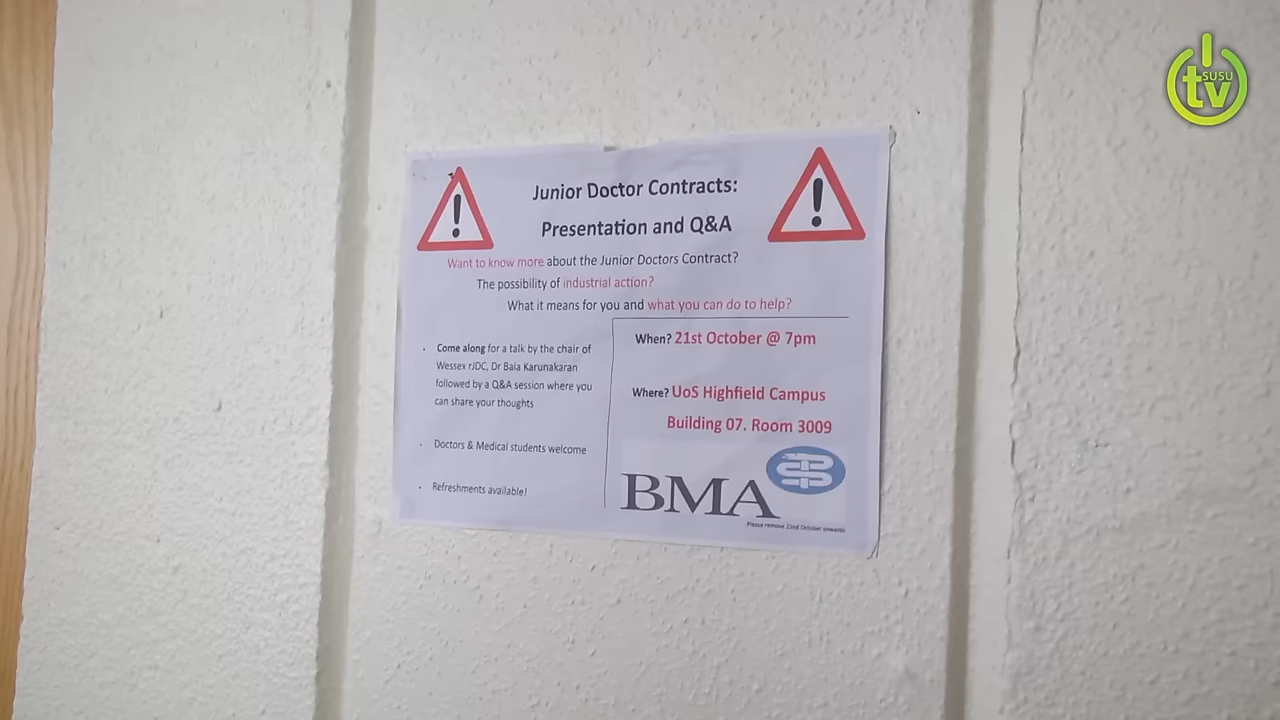 Junior Doctor Contracts:
Presentation and Q&A
Want to know more about the Junior Doctors Contract?
The possibility of industrial action?
What it means for you and what you can do to help?
• Come along for a talk by the chair of
Wessex rJDC, Dr Bala Karunakaran
followed by a Q&A session where you
can share your thoughts
• Doctors & Medical students welcome
• Refreshments available!
When? 21st October @ 7pm
Where? UoS Highfield Campus
Building 07. Room 3009
BMA
Please remove 22nd October onwards
SUSU
tv